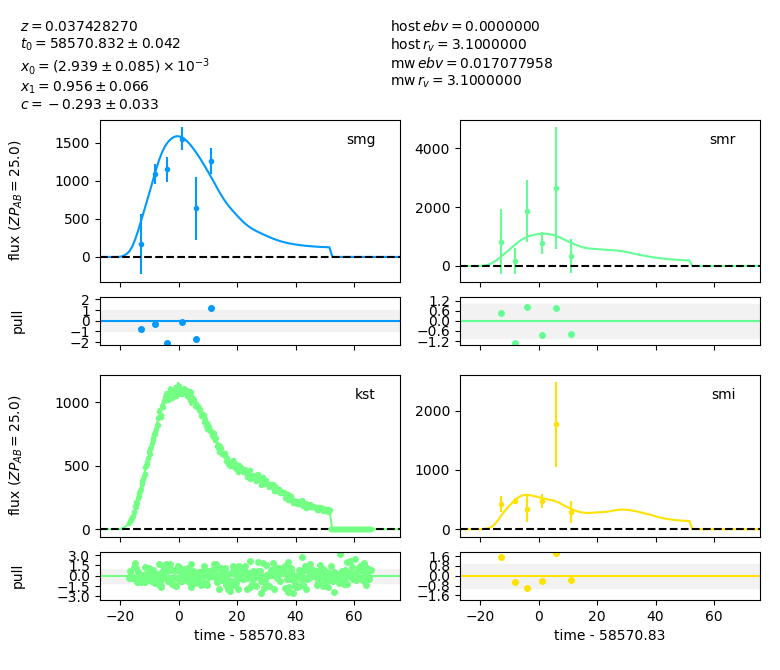 z = 0.037428270
t₀ = 58570.832 ± 0.042
x₀ = (2.939 ± 0.085) × 10⁻³
x₁ = 0.956 ± 0.066
c = −0.293 ± 0.033
host ebv = 0.0000000
host r_v = 3.1000000
mw ebv = 0.017077958
mw r_v = 3.1000000
flux (ZP_AB = 25.0)
1500
1000
500
0
smg
4000
2000
0
smr
pull
2
1
0
−1
−2
1.2
0.6
0.0
−0.6
−1.2
flux (ZP_AB = 25.0)
1000
500
0
kst
2000
1000
0
smi
pull
3.0
1.5
0.0
−1.5
−3.0
1.6
0.8
0.0
−0.8
−1.6
−20 0 20 40 60
−20 0 20 40 60
time - 58570.83
time - 58570.83